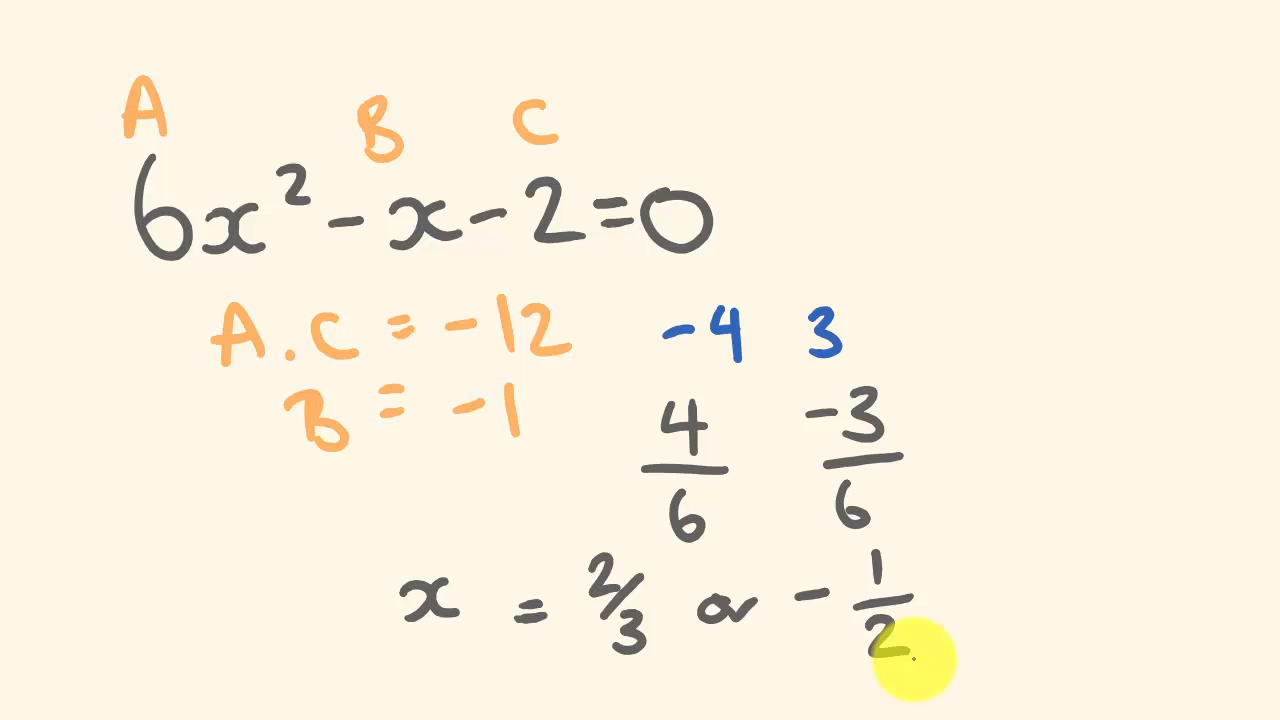 A B C
6x² - x - 2 = 0
A . C = -12 -4 3
B = -1
4/6 -3/6
x = 2/3 or - 1/2